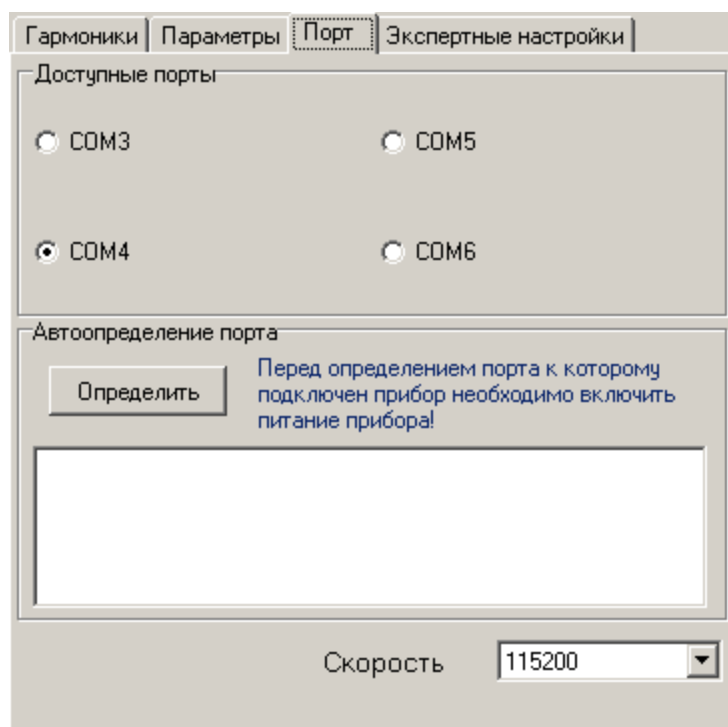 Гармоники Параметры Порт Экспертные настройки
Доступные порты
COM3 COM5
COM4 COM6
Автоопределение порта
Определить
Перед определением порта к которому
подключен прибор необходимо включить
питание прибора!
Скорость 115200